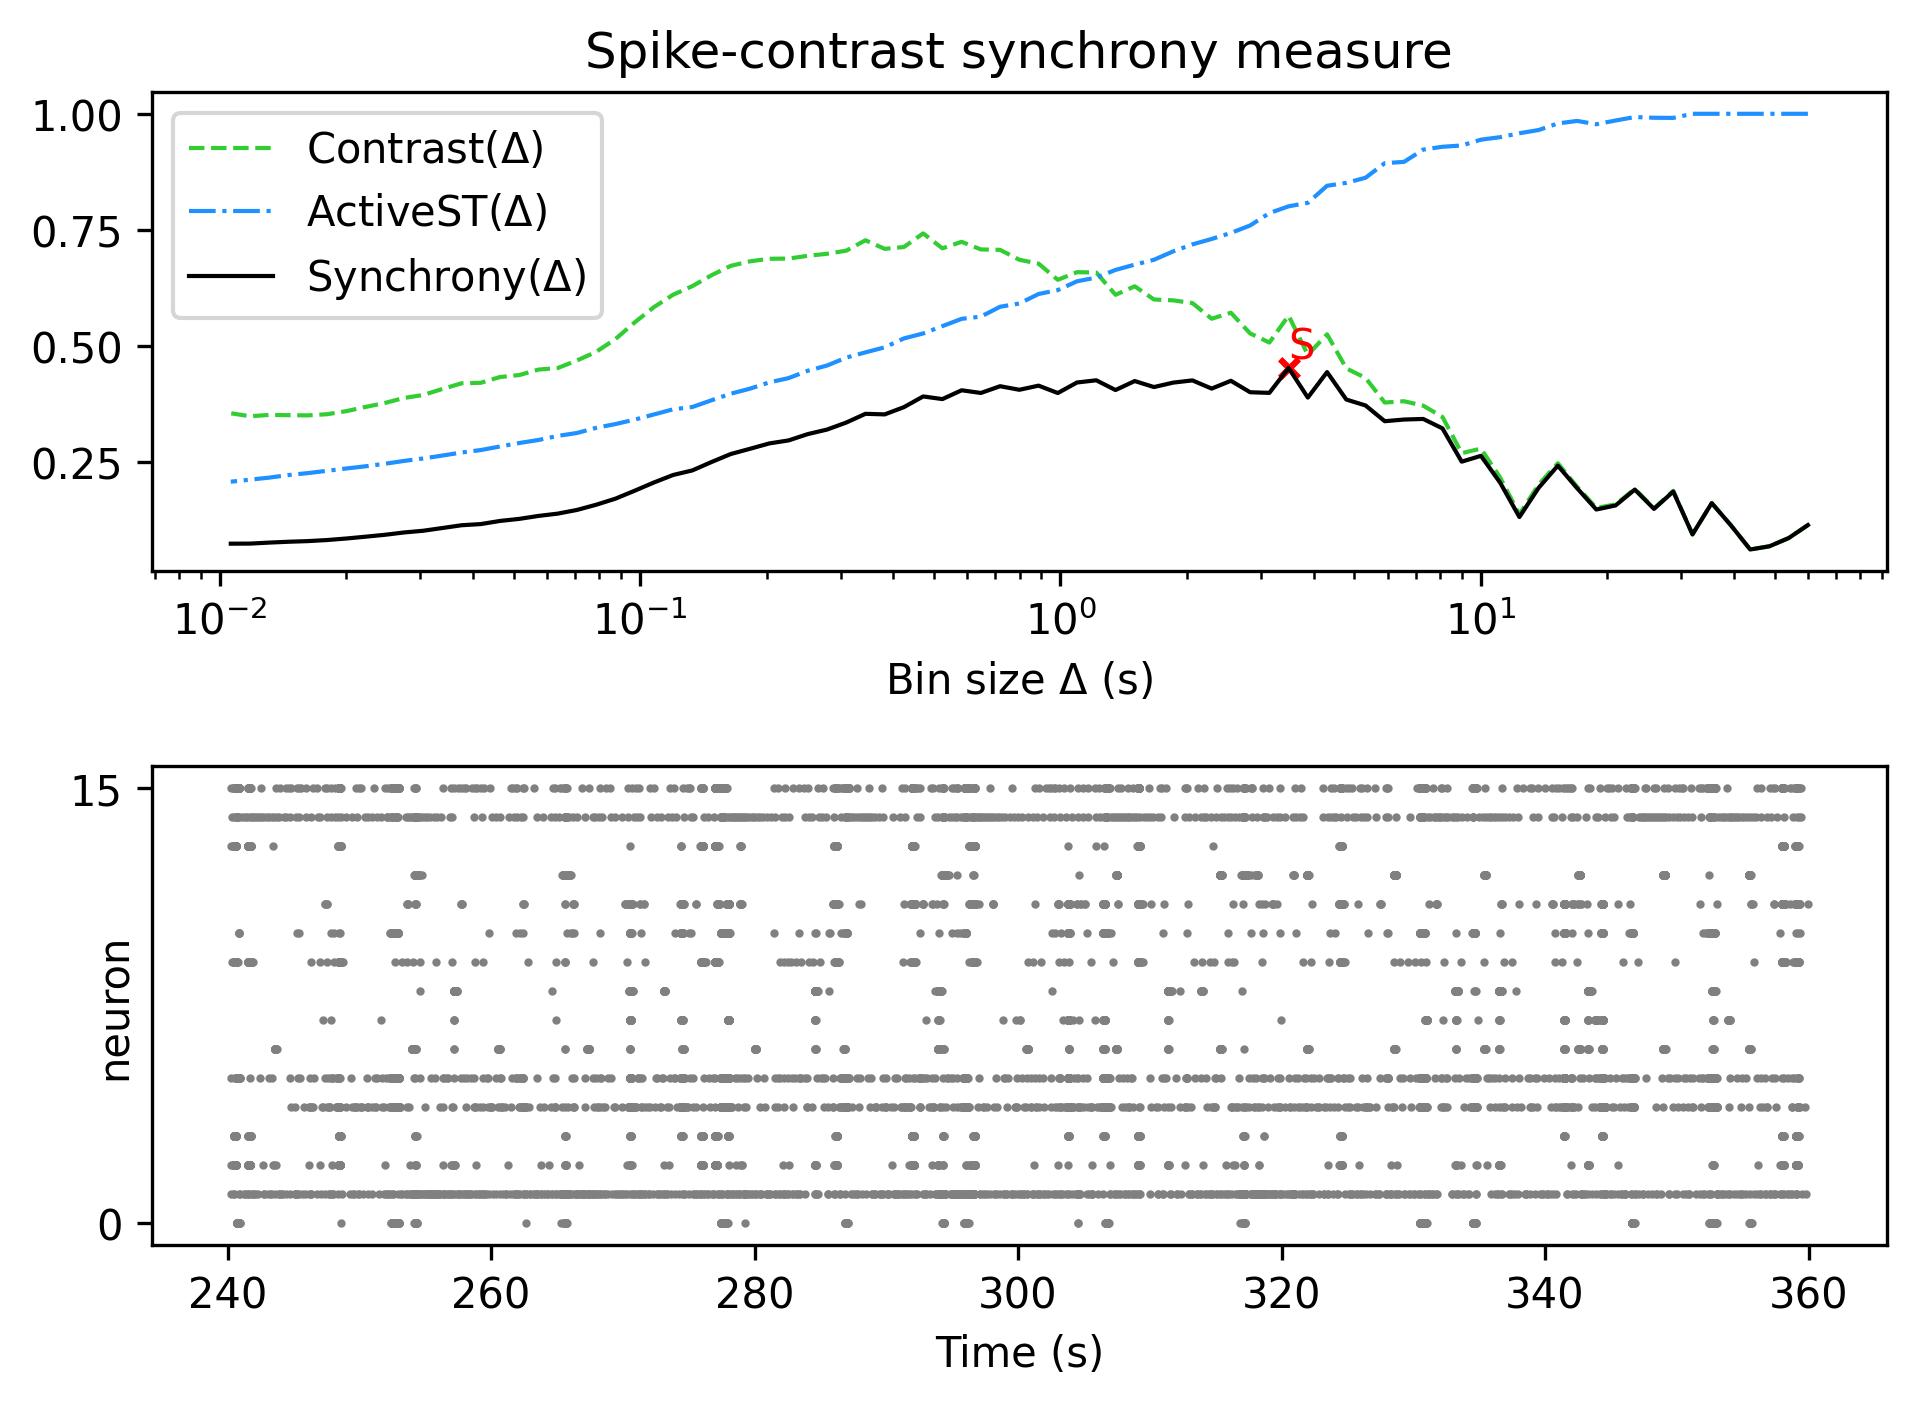 Spike-contrast synchrony measure
1.00
0.75
0.50
0.25
Contrast(Δ)
ActiveST(Δ)
Synchrony(Δ)
S
10⁻² 10⁻¹ 10⁰ 10¹
Bin size Δ (s)
15
neuron
0
240 260 280 300 320 340 360
Time (s)